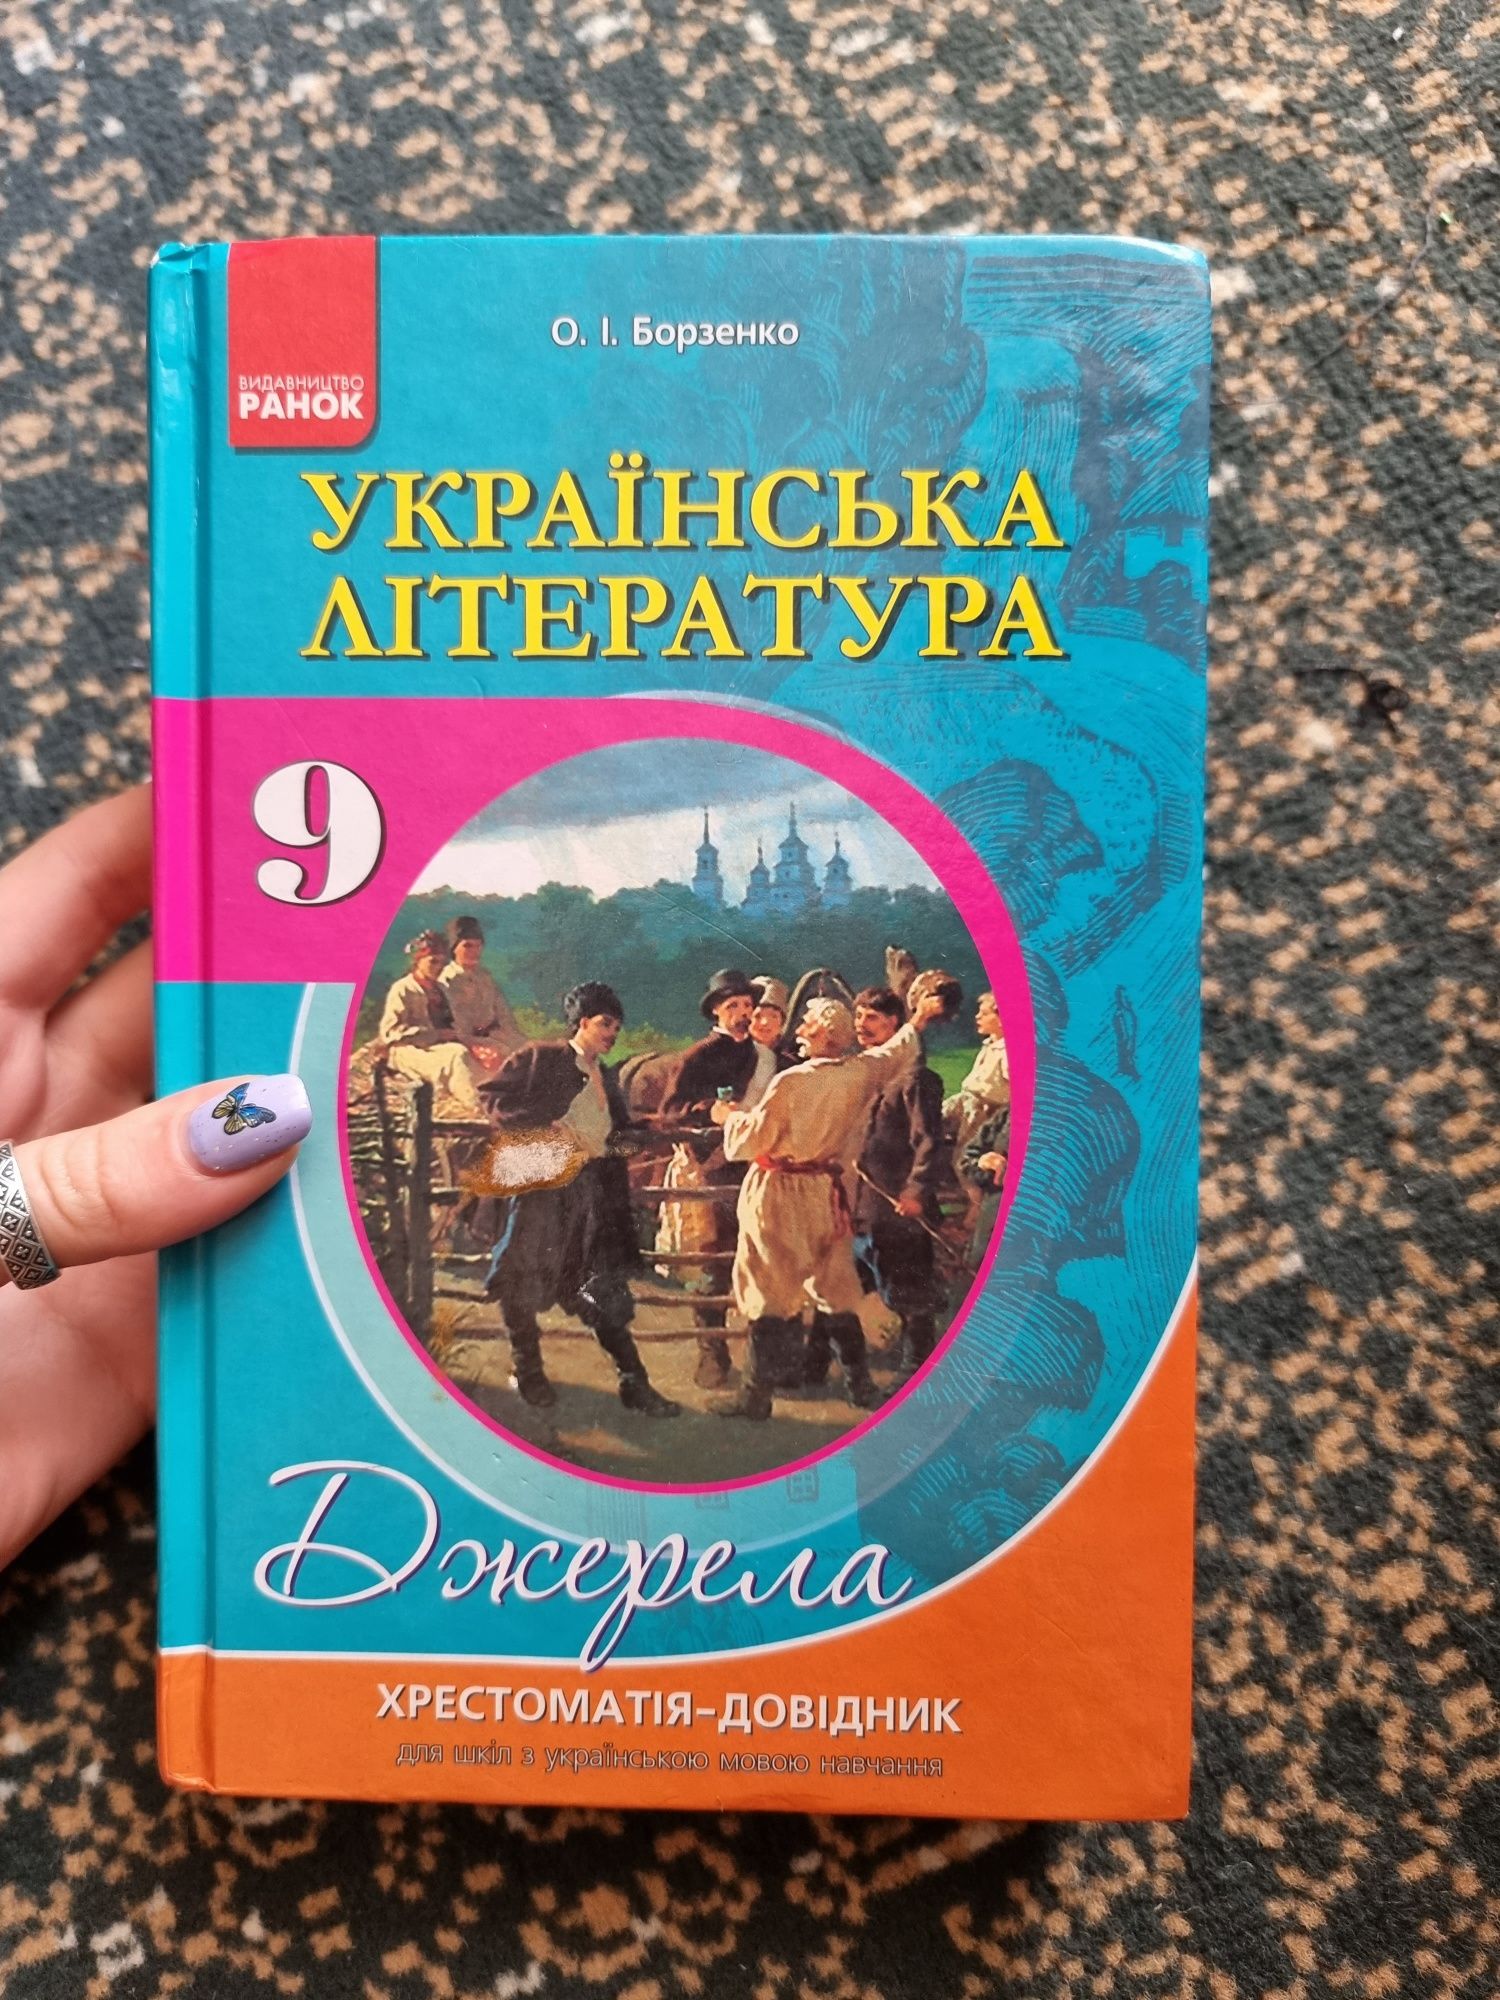 О. І. Борзенко
ВИДАВНИЦТВО
РАНОК
УКРАЇНСЬКА
ЛІТЕРАТУРА
9
Джерела
ХРЕСТОМАТІЯ-ДОВІДНИК
для шкіл з українською мовою навчання